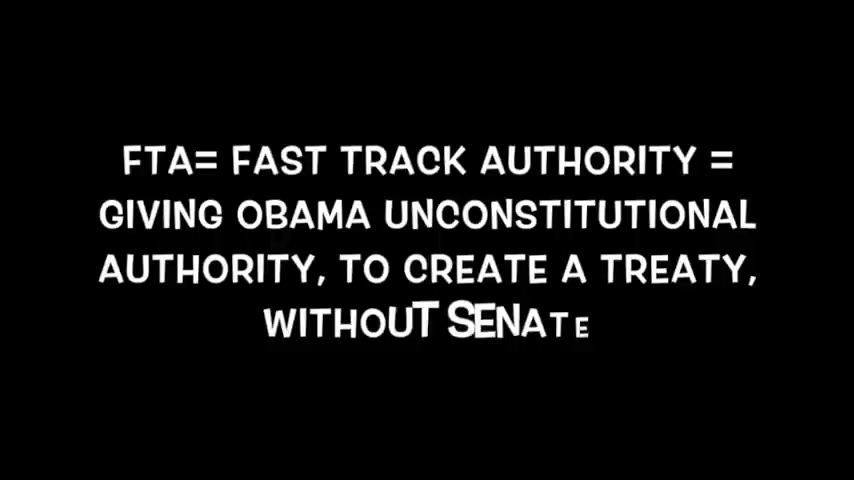 FTA= FAST TRACK AUTHORITY =
GIVING OBAMA UNCONSTITUTIONAL
AUTHORITY, TO CREATE A TREATY,
WITHOUT SENATE